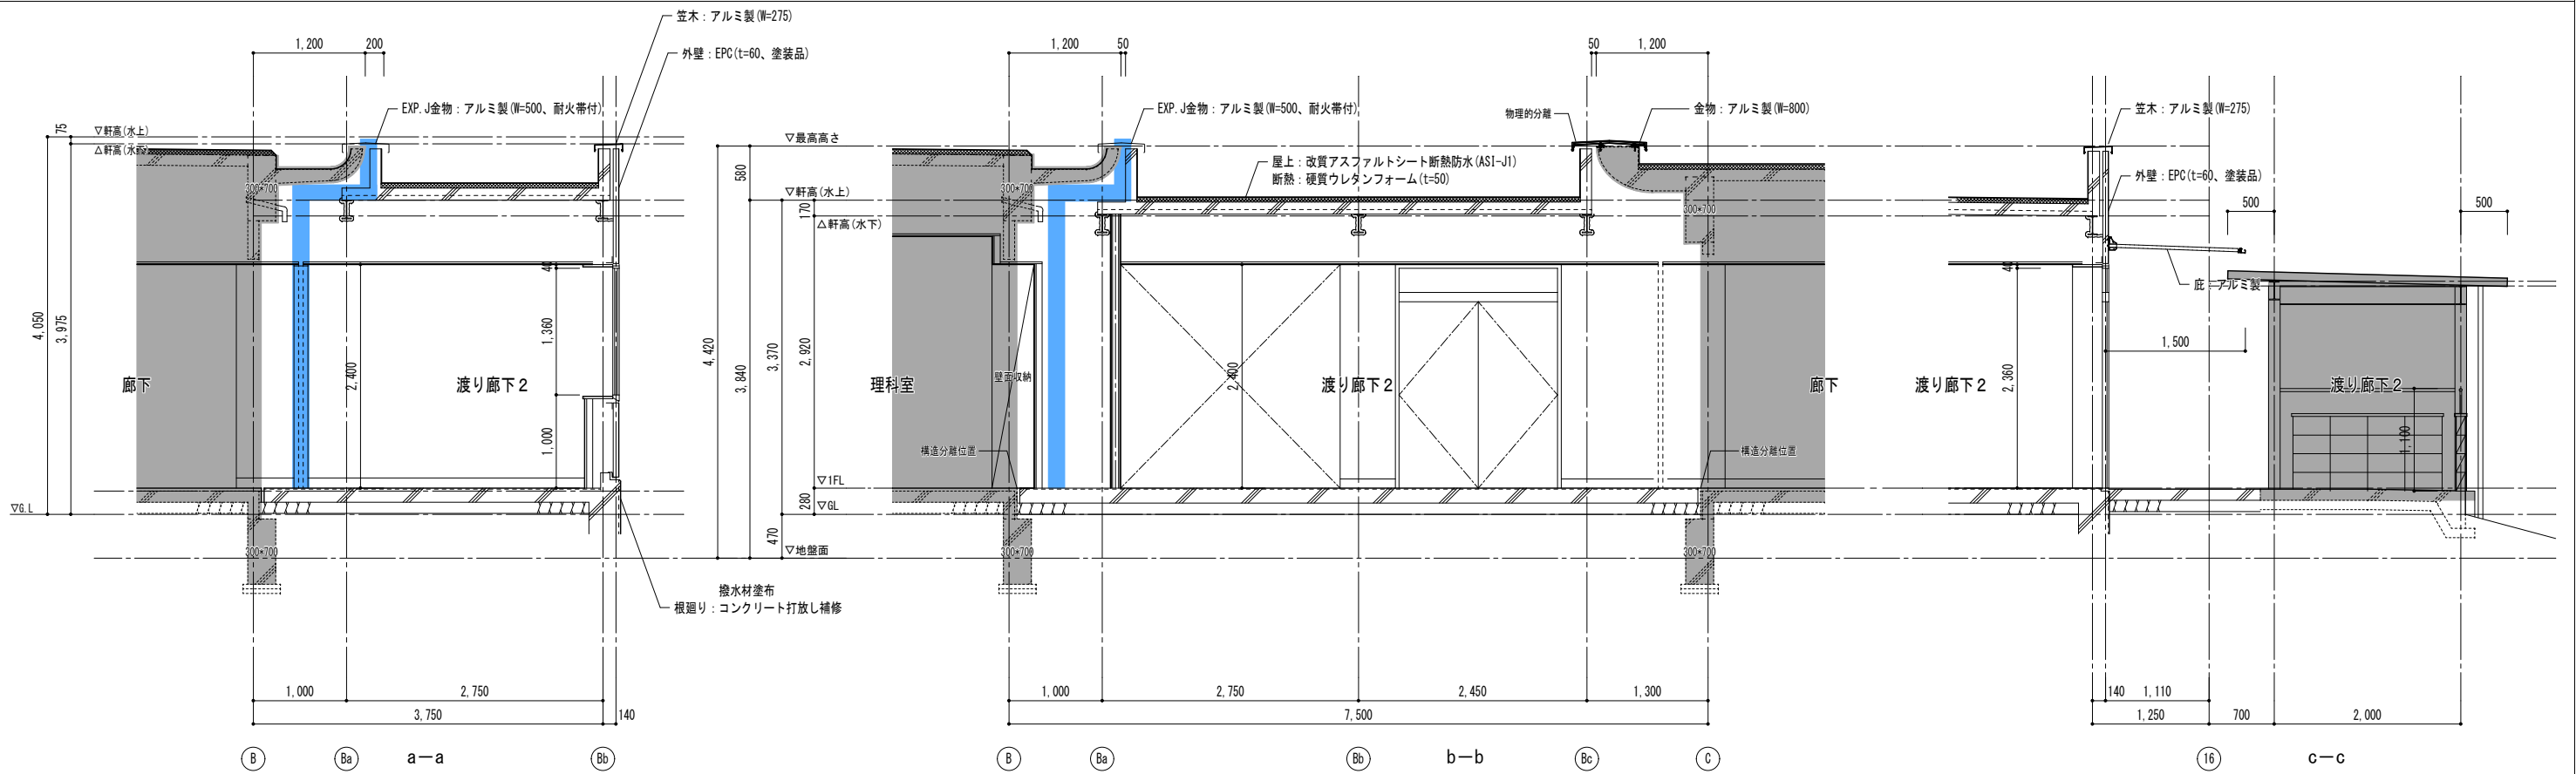 笠木：アルミ製(W=275)
外壁：EPC(t=60、塗装品)
1,200
200
EXP.J金物：アルミ製(W=500、耐火帯付)
▽軒高(水上)
△軒高(水下)
75
4,050
3,975
300*700
40
1,360
2,400
1,000
廊下
渡り廊下2
▽G.L
300*700
撥水材塗布
根廻り：コンクリート打放し補修
1,000
2,750
3,750
140
B
Ba
a－a
Bb
1,200
50
50
1,200
EXP.J金物：アルミ製(W=500、耐火帯付)
物理的分離
金物：アルミ製(W=800)
▽最高高さ
屋上：改質アスファルトシート断熱防水(ASI-J1)
断熱：硬質ウレタンフォーム(t=50)
▽軒高(水上)
△軒高(水下)
580
170
4,420
3,840
3,370
2,920
280
470
300*700
300*700
理科室
壁面収納
2,400
渡り廊下2
廊下
構造分離位置
構造分離位置
▽1FL
▽GL
▽地盤面
300*700
300*700
1,000
2,750
2,450
1,300
7,500
B
Ba
Bb
b－b
Bc
C
笠木：アルミ製(W=275)
外壁：EPC(t=60、塗装品)
500
500
庇：アルミ製
40
1,500
2,360
渡り廊下2
渡り廊下2
1,100
140
1,110
1,250
700
2,000
16
c－c